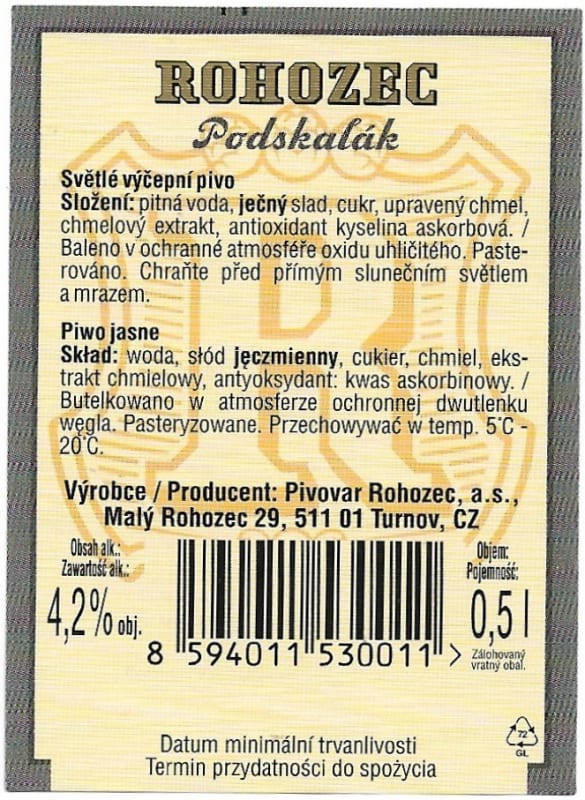 ROHOZEC
Podskalák
Světlé výčepní pivo
Složení: pitná voda, ječný slad, cukr, upravený chmel,
chmelový extrakt, antioxidant kyselina askorbová. /
Baleno v ochranné atmosféře oxidu uhličitého. Paste-
rováno. Chraňte před přímým slunečním světlem
a mrazem.
Piwo jasne
Skład: woda, słód jęczmienny, cukier, chmiel, eks-
trakt chmielowy, antyoksydant: kwas askorbinowy. /
Butelkowano w atmosferze ochronnej dwutlenku
węgla. Pasteryzowane. Przechowywać w temp. 5°C -
20°C.
Výrobce / Producent: Pivovar Rohozec, a.s.,
Malý Rohozec 29, 511 01 Turnov, CZ
Obsah alk.:
Zawartość alk.:
4,2% obj.
8 594011 530011 >
Objem:
Pojemność:
0,5 l
Zálohovaný
vratný obal.
72
GL
Datum minimální trvanlivosti
Termin przydatności do spożycia